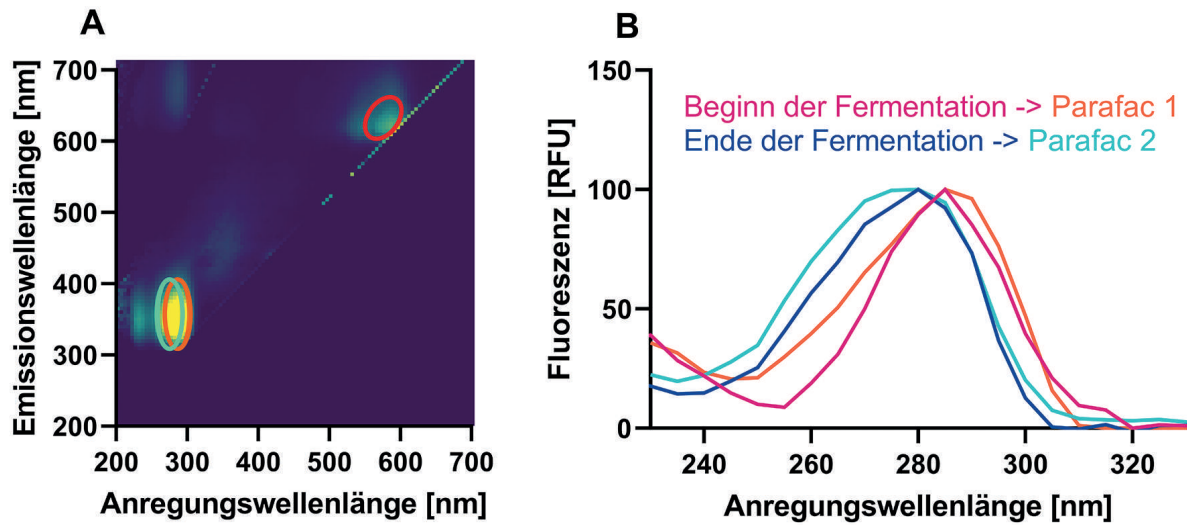 A
Emissionswellenlänge [nm]
700
600
500
400
300
200
200 300 400 500 600 700
Anregungswellenlänge [nm]
B
Fluoreszenz [RFU]
150
100
50
0
Beginn der Fermentation -> Parafac 1
Ende der Fermentation -> Parafac 2
240 260 280 300 320
Anregungswellenlänge [nm]